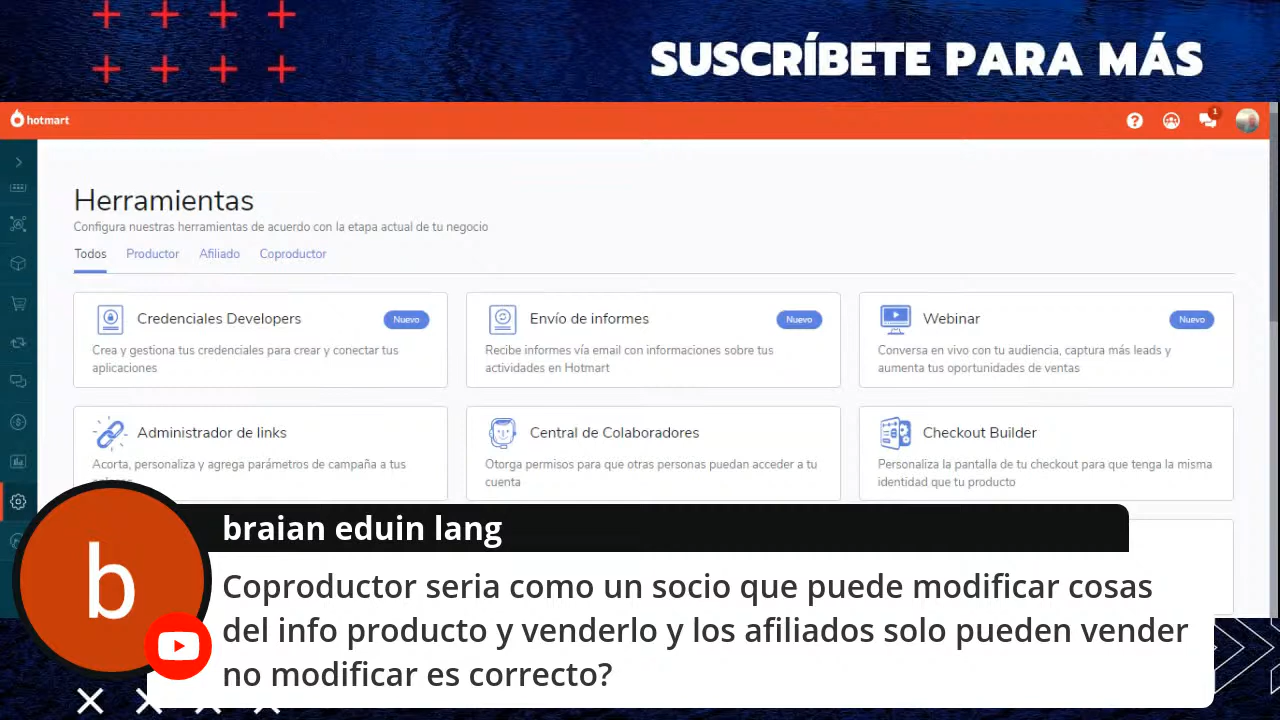 SUSCRÍBETE PARA MÁS
hotmart
1
Herramientas
Configura nuestras herramientas de acuerdo con la etapa actual de tu negocio
Todos Productor Afiliado Coproductor
Credenciales Developers Nuevo
Crea y gestiona tus credenciales para crear y conectar tus
aplicaciones
Envío de informes Nuevo
Recibe informes vía email con informaciones sobre tus
actividades en Hotmart
Webinar Nuevo
Conversa en vivo con tu audiencia, captura más leads y
aumenta tus oportunidades de ventas
Administrador de links
Acorta, personaliza y agrega parámetros de campaña a tus
Central de Colaboradores
Otorga permisos para que otras personas puedan acceder a tu
cuenta
Checkout Builder
Personaliza la pantalla de tu checkout para que tenga la misma
identidad que tu producto
b
braian eduin lang
Coproductor seria como un socio que puede modificar cosas
del info producto y venderlo y los afiliados solo pueden vender
no modificar es correcto?